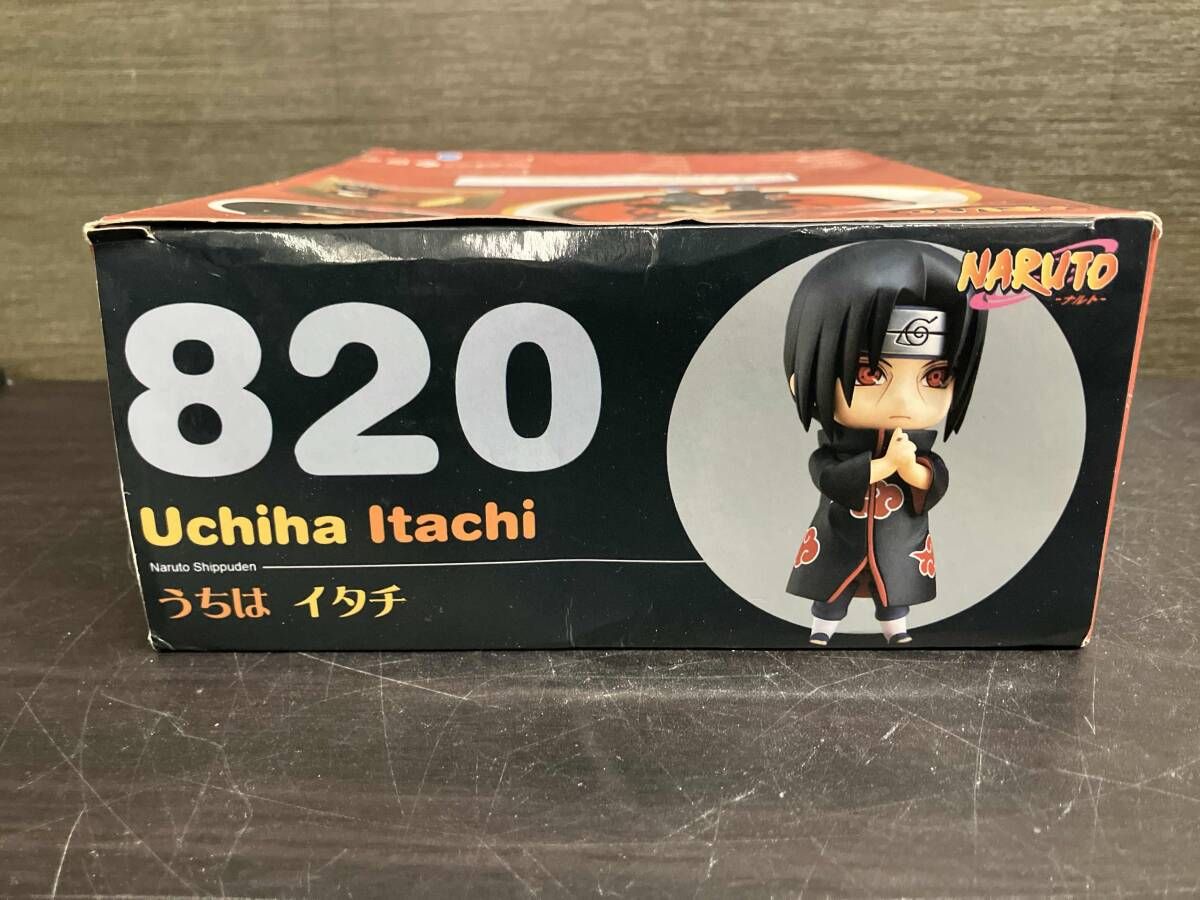 820
Uchiha Itachi
Naruto Shippuden
うちは イタチ
NARUTO
-ナルト-